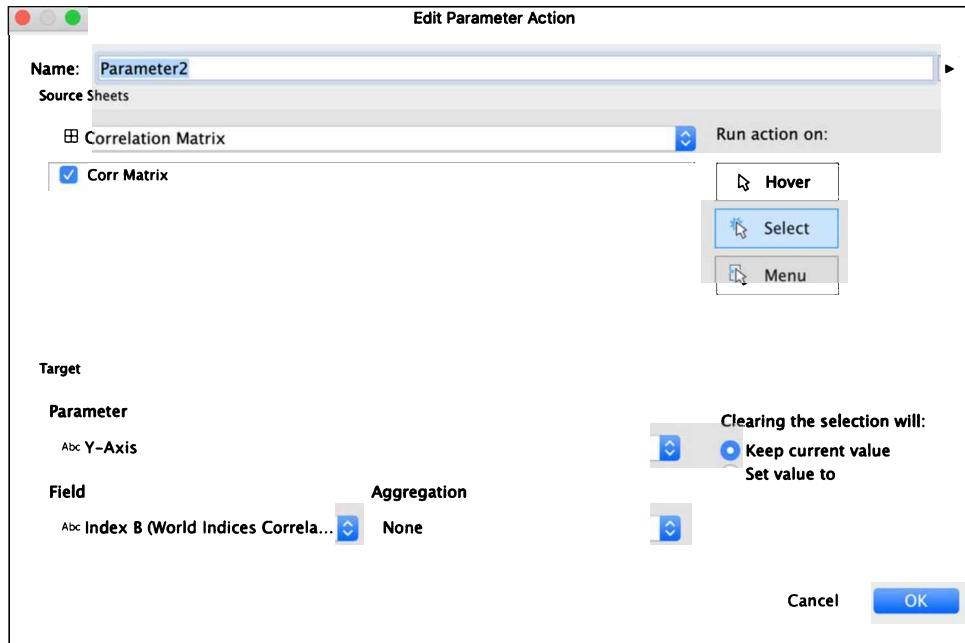 Edit Parameter Action
Name: Parameter2
Source Sheets
Correlation Matrix
Run action on:
Corr Matrix
Hover
Select
Menu
Target
Parameter
Clearing the selection will:
Abc Y-Axis
Keep current value
Set value to
Field Aggregation
Abc Index B (World Indices Correla... None
Cancel OK